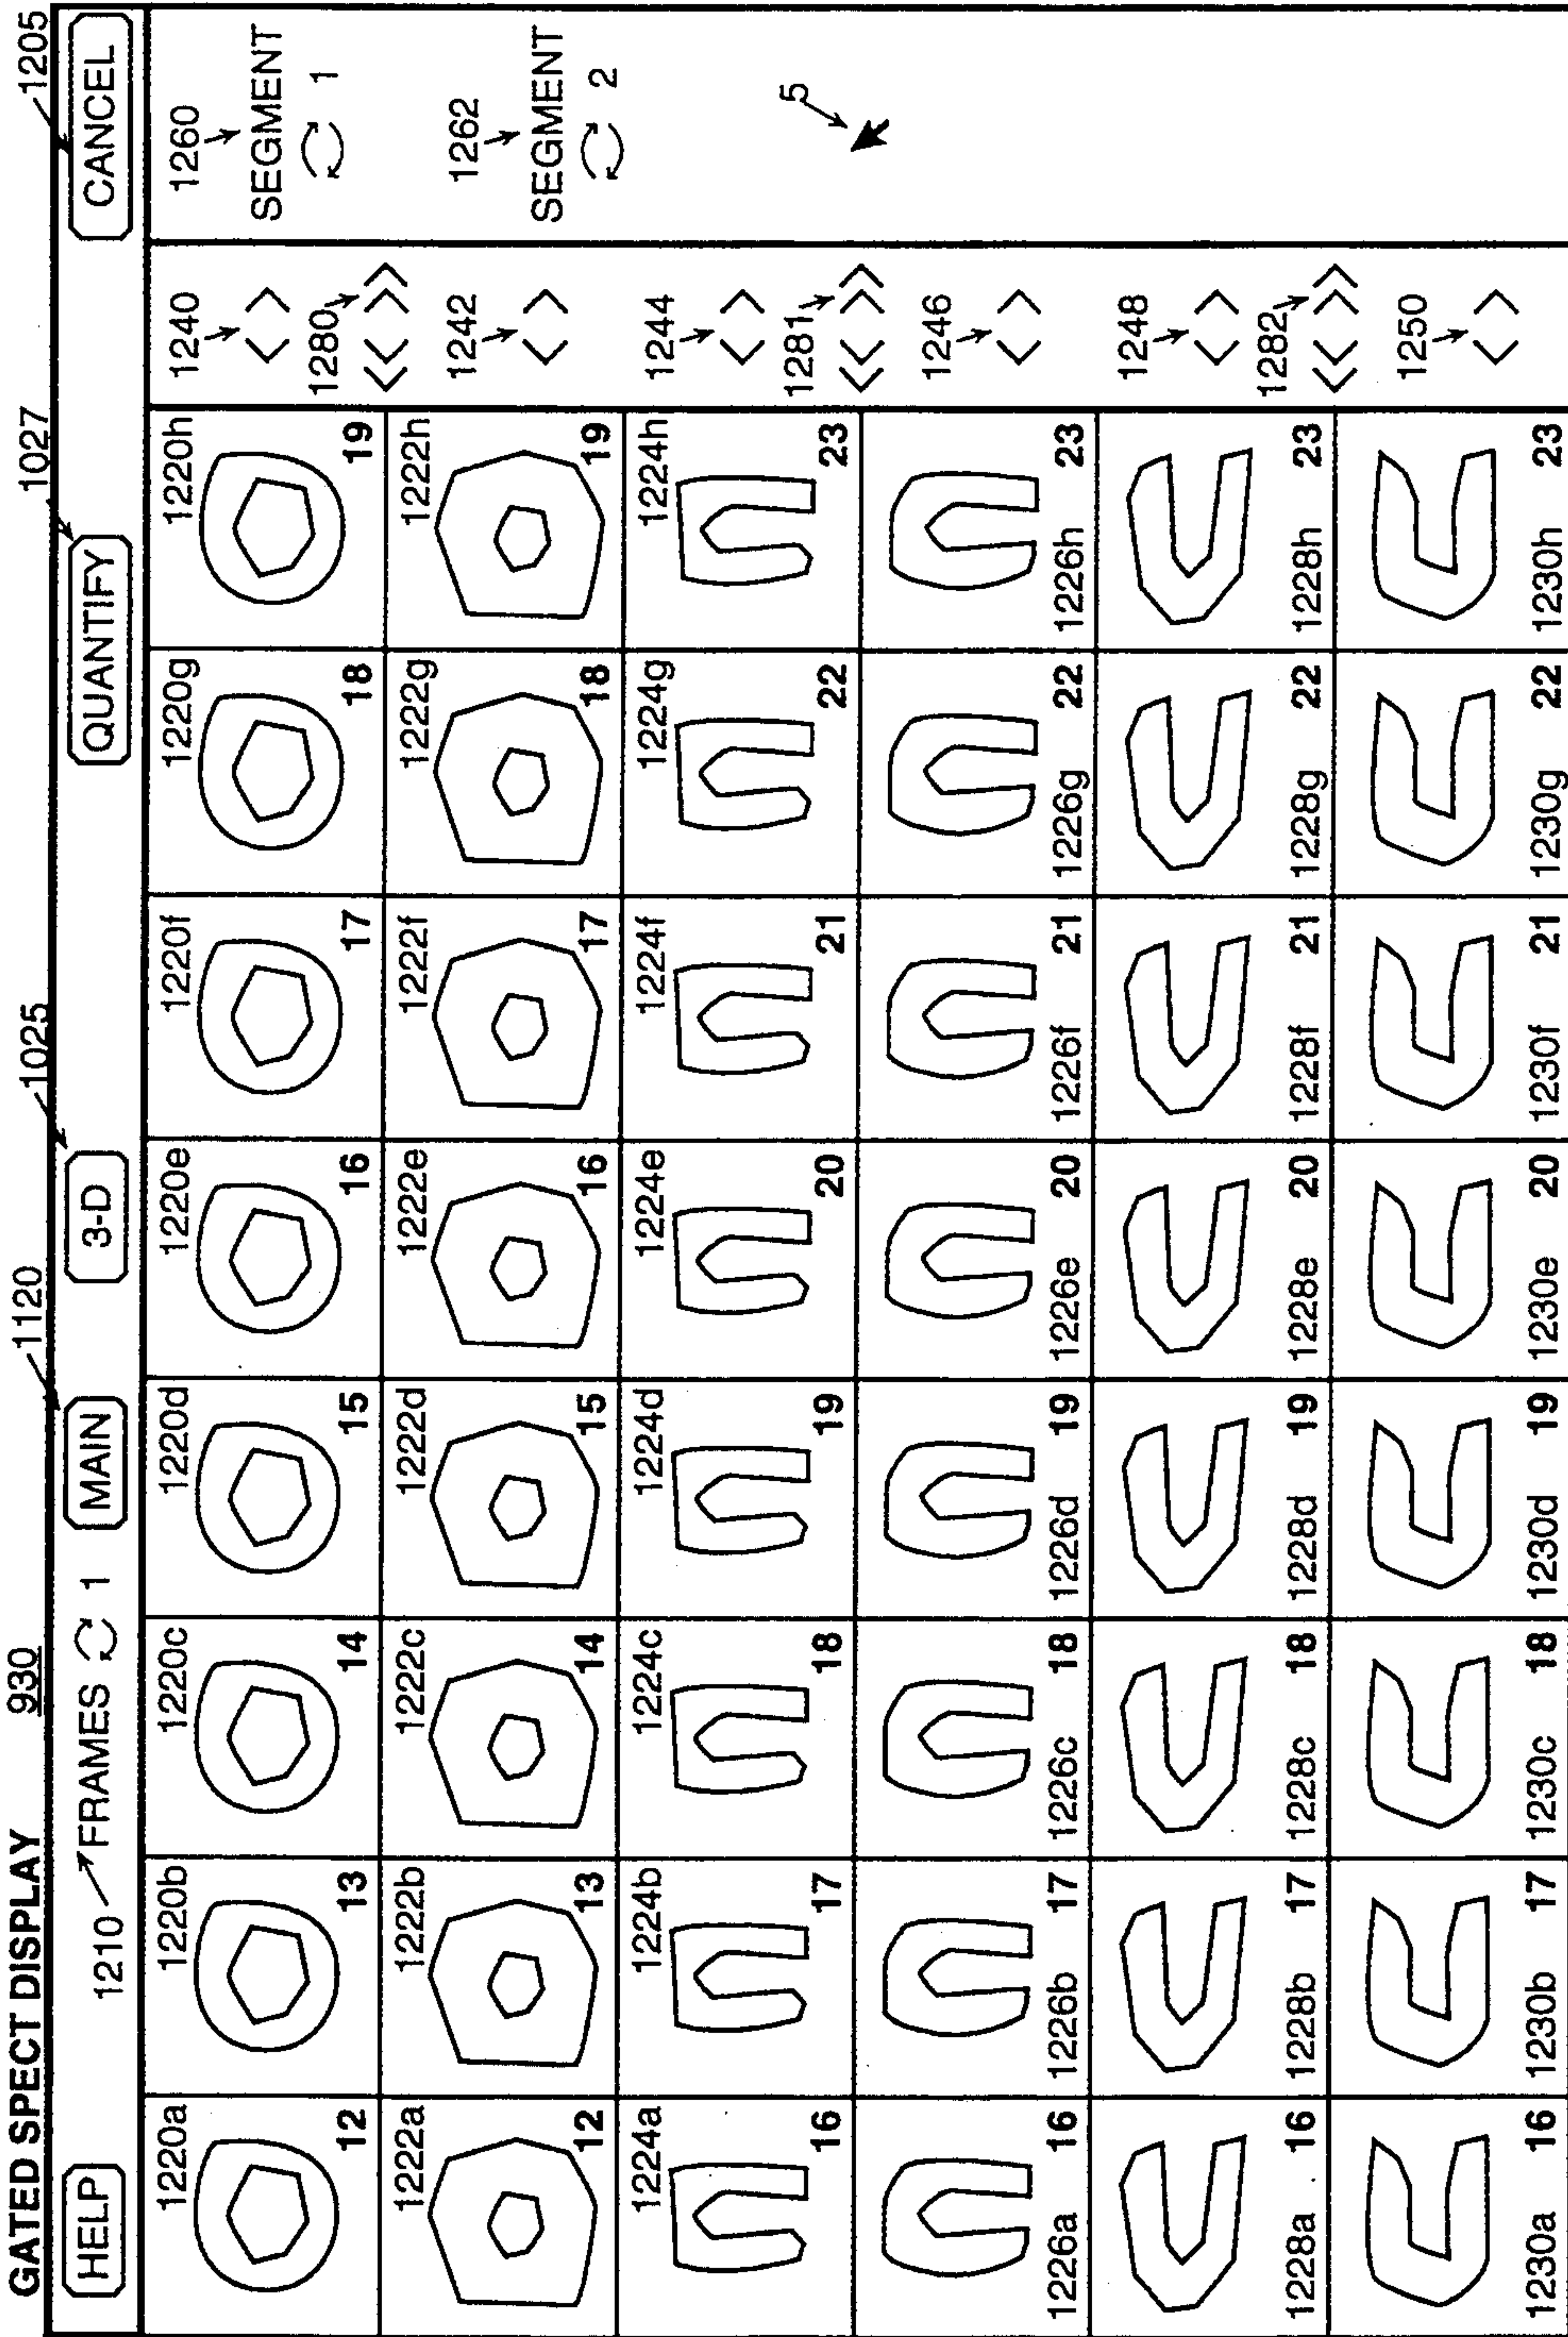 GATED SPECT DISPLAY 930
1120 1025 1027 1205
HELP 1210 FRAMES 1 MAIN 3-D QUANTIFY CANCEL
1220a 1220b 1220c 1220d 1220e 1220f 1220g 1220h 1240 1260
12 13 14 15 16 17 18 19
SEGMENT
1
< >
1280
<< >>
1222a 1222b 1222c 1222d 1222e 1222f 1222g 1222h 1242 1262
12 13 14 15 16 17 18 19
SEGMENT
2
< >
1224a 1224b 1224c 1224d 1224e 1224f 1224g 1224h 1244
16 17 18 19 20 21 22 23
< >
5
1281
<< >>
1246
< >
1226a 16 1226b 17 1226c 18 1226d 19 1226e 20 1226f 21 1226g 22 1226h 23
1248
< >
1228a 16 1228b 17 1228c 18 1228d 19 1228e 20 1228f 21 1228g 22 1228h 23
1282
<< >>
1250
< >
1230a 16 1230b 17 1230c 18 1230d 19 1230e 20 1230f 21 1230g 22 1230h 23